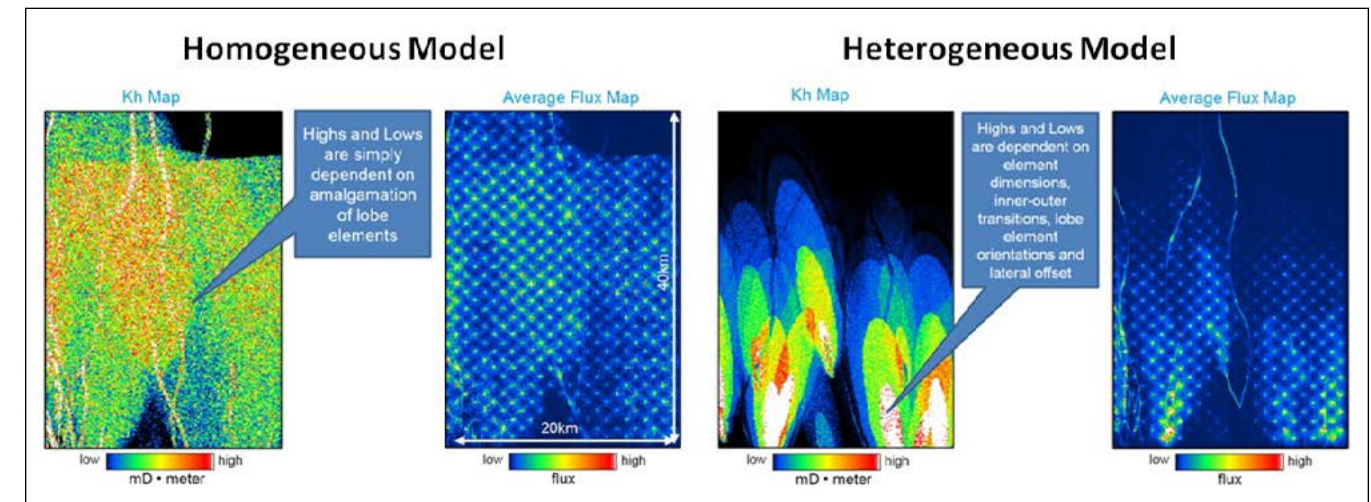 Homogeneous Model
Heterogeneous Model
Kh Map
Average Flux Map
Kh Map
Average Flux Map
Highs and Lows
are simply
dependent on
amalgamation
of lobe
elements
40km
20km
Highs and Lows
are dependent on
element
dimensions,
inner-outer
transitions, lobe
element
orientations and
lateral offset
low high
mD • meter
low high
flux
low high
mD • meter
low high
flux